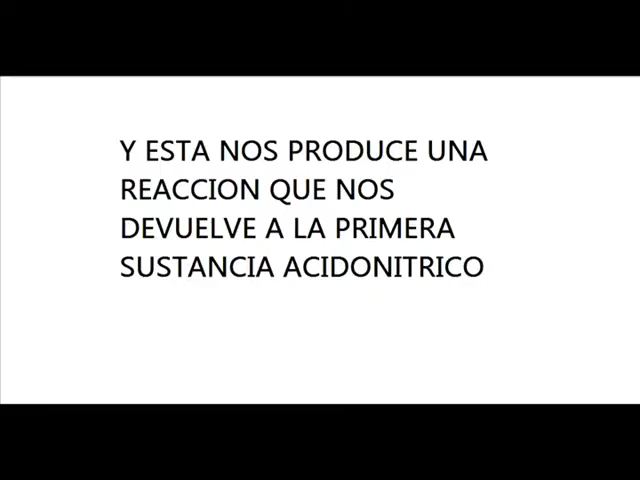 Y ESTA NOS PRODUCE UNA
REACCION QUE NOS
DEVUELVE A LA PRIMERA
SUSTANCIA ACIDONITRICO